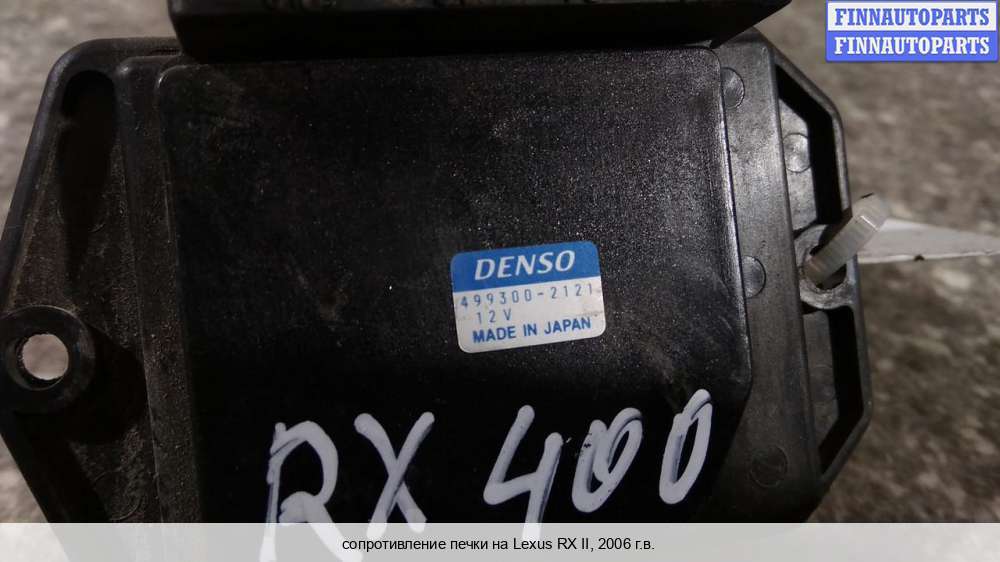 FINNAUTOPARTS
FINNAUTOPARTS
DENSO
499300-2121
12V
MADE IN JAPAN
RX 400
сопротивление печки на Lexus RX II, 2006 г.в.